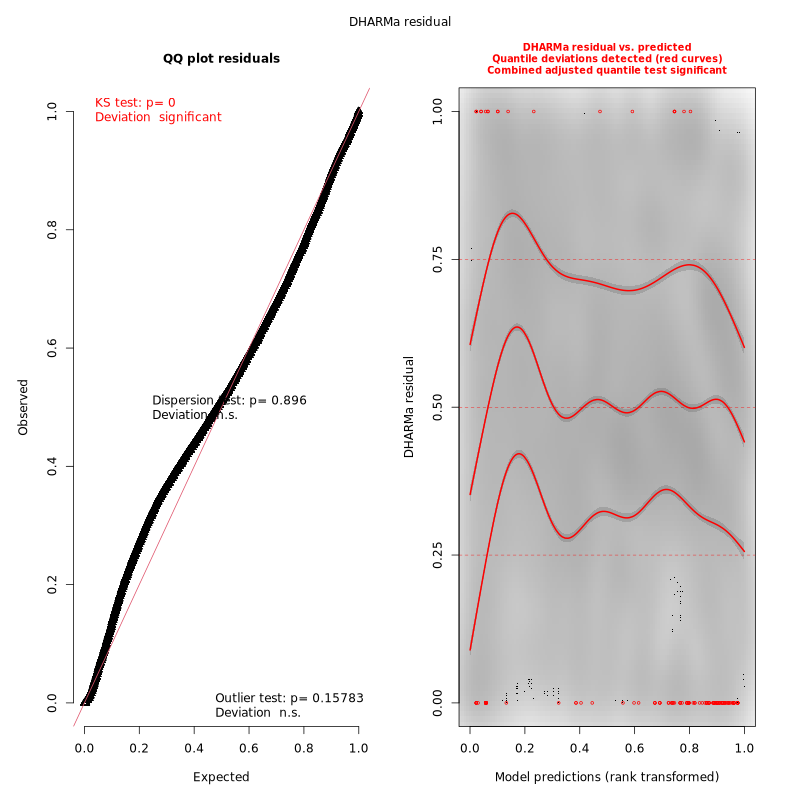 DHARMa residual
QQ plot residuals
KS test: p= 0
Deviation  significant
Dispersion test: p= 0.896
Deviation n.s.
Outlier test: p= 0.15783
Deviation  n.s.
Observed
0.0 0.2 0.4 0.6 0.8 1.0
0.0 0.2 0.4 0.6 0.8 1.0
Expected
DHARMa residual vs. predicted
Quantile deviations detected (red curves)
Combined adjusted quantile test significant
DHARMa residual
0.00 0.25 0.50 0.75 1.00
0.0 0.2 0.4 0.6 0.8 1.0
Model predictions (rank transformed)